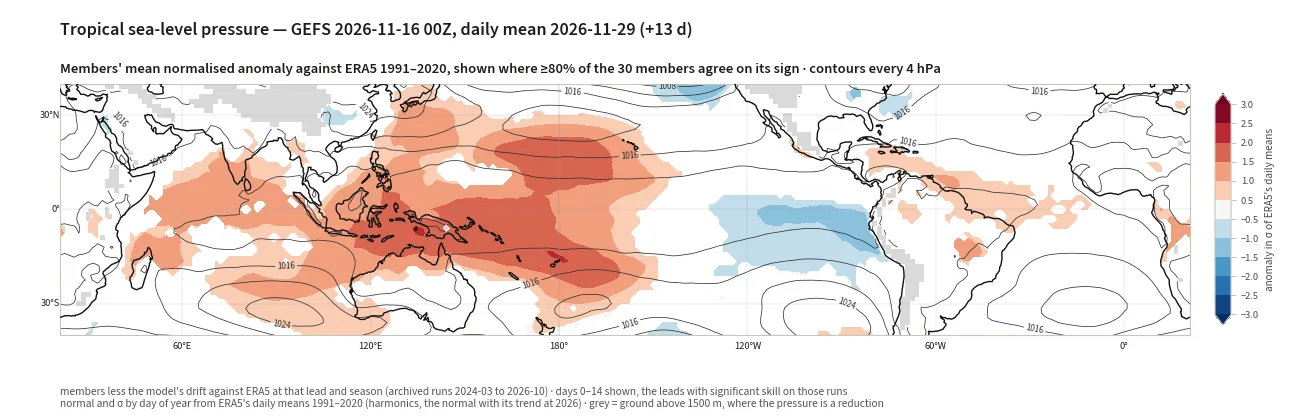 Tropical sea-level pressure — GEFS 2026-11-16 00Z, daily mean 2026-11-29 (+13 d)
Members' mean normalised anomaly against ERA5 1991–2020, shown where ≥80% of the 30 members agree on its sign · contours every 4 hPa
1016
1008
1016
1024
1016
1016
30°N
1016
1016
1016
0°
1016
1016
1024
1024
30°S
1016
1016
60°E
120°E
180°
120°W
60°W
0°
3.0
2.5
2.0
1.5
1.0
0.5
−0.5
−1.0
−1.5
−2.0
−2.5
−3.0
anomaly in σ of ERA5's daily means
members less the model's drift against ERA5 at that lead and season (archived runs 2024-03 to 2026-10) · days 0–14 shown, the leads with significant skill on those runs
normal and σ by day of year from ERA5's daily means 1991–2020 (harmonics, the normal with its trend at 2026) · grey = ground above 1500 m, where the pressure is a reduction